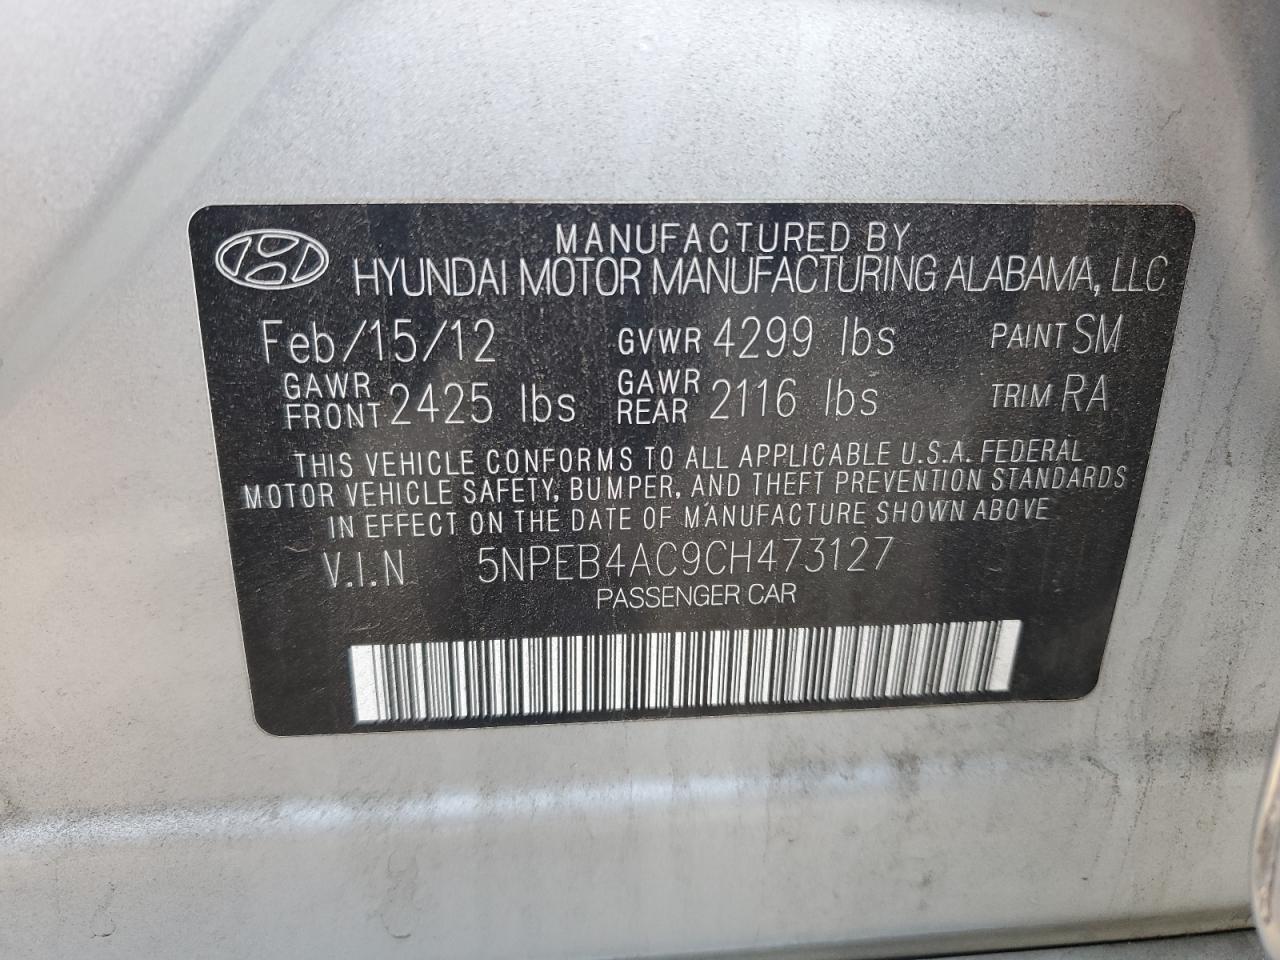 MANUFACTURED BY
HYUNDAI MOTOR MANUFACTURING ALABAMA, LLC
Feb/15/12 GVWR 4299 lbs PAINT SM
GAWR FRONT 2425 lbs GAWR REAR 2116 lbs TRIM RA
THIS VEHICLE CONFORMS TO ALL APPLICABLE U.S.A. FEDERAL
MOTOR VEHICLE SAFETY, BUMPER, AND THEFT PREVENTION STANDARDS
IN EFFECT ON THE DATE OF MANUFACTURE SHOWN ABOVE
V.I.N 5NPEB4AC9CH473127
PASSENGER CAR